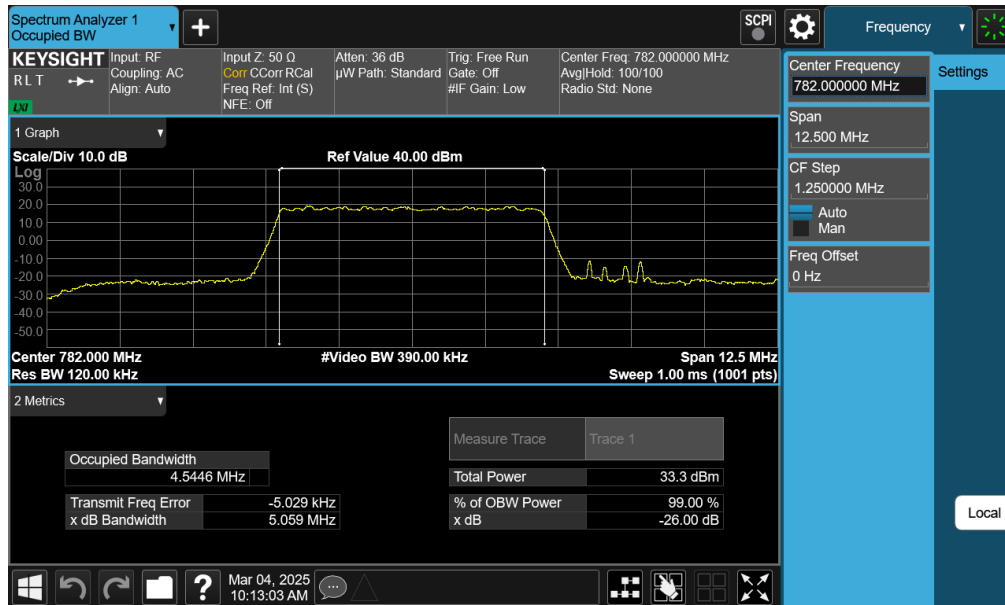 Spectrum Analyzer 1
Occupied BW
SCPI
Frequency
KEYSIGHT
R L T
LXI
Input: RF
Coupling: AC
Align: Auto
Input Z: 50 Ω
Corr CCorr RCal
Freq Ref: Int (S)
NFE: Off
Atten: 36 dB
µW Path: Standard
Trig: Free Run
Gate: Off
#IF Gain: Low
Center Freq: 782.000000 MHz
Avg|Hold: 100/100
Radio Std: None
Center Frequency
782.000000 MHz
Settings
Span
12.500 MHz
CF Step
1.250000 MHz
Auto
Man
Freq Offset
0 Hz
Local
1 Graph
Scale/Div 10.0 dB
Ref Value 40.00 dBm
Log
30.0
20.0
10.0
0.00
-10.0
-20.0
-30.0
-40.0
-50.0
Center 782.000 MHz
#Video BW 390.00 kHz
Span 12.5 MHz
Res BW 120.00 kHz
Sweep 1.00 ms (1001 pts)
2 Metrics
Measure Trace
Trace 1
Occupied Bandwidth
4.5446 MHz
Total Power
33.3 dBm
Transmit Freq Error
-5.029 kHz
% of OBW Power
99.00 %
x dB Bandwidth
5.059 MHz
x dB
-26.00 dB
?
Mar 04, 2025
10:13:03 AM